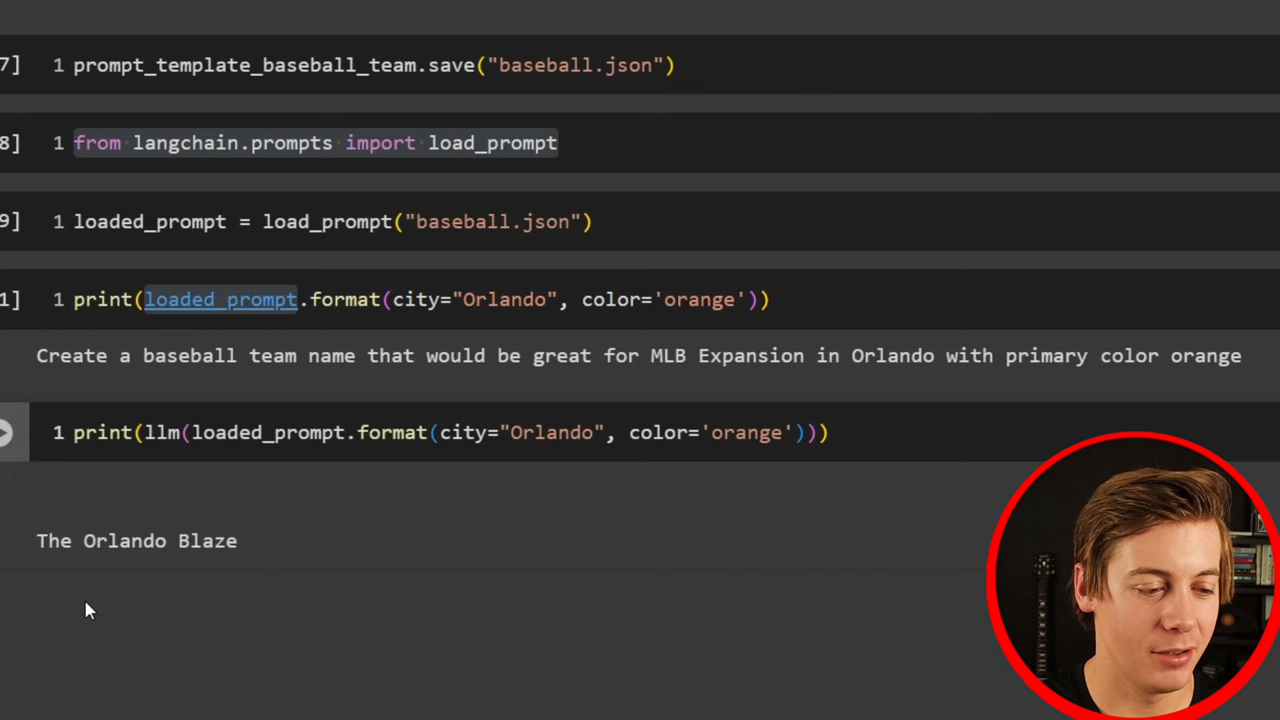 7] 1 prompt_template_baseball_team.save("baseball.json")
8] 1 from langchain.prompts import load_prompt
9] 1 loaded_prompt = load_prompt("baseball.json")
1] 1 print(loaded_prompt.format(city="Orlando", color='orange'))
Create a baseball team name that would be great for MLB Expansion in Orlando with primary color orange
1 print(llm(loaded_prompt.format(city="Orlando", color='orange')))
The Orlando Blaze